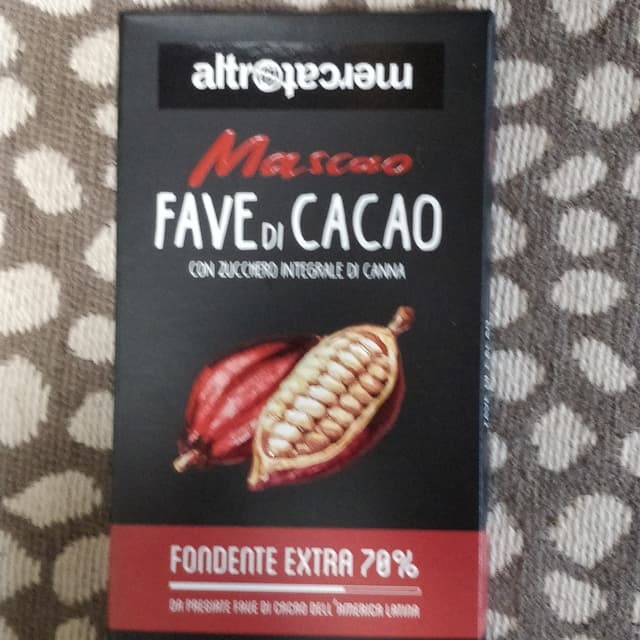 altromercato
Mascao
FAVE DI CACAO
CON ZUCCHERO INTEGRALE DI CANNA
FONDENTE EXTRA 70%
DA PREGIATE FAVE DI CACAO DELL'AMERICA LATINA